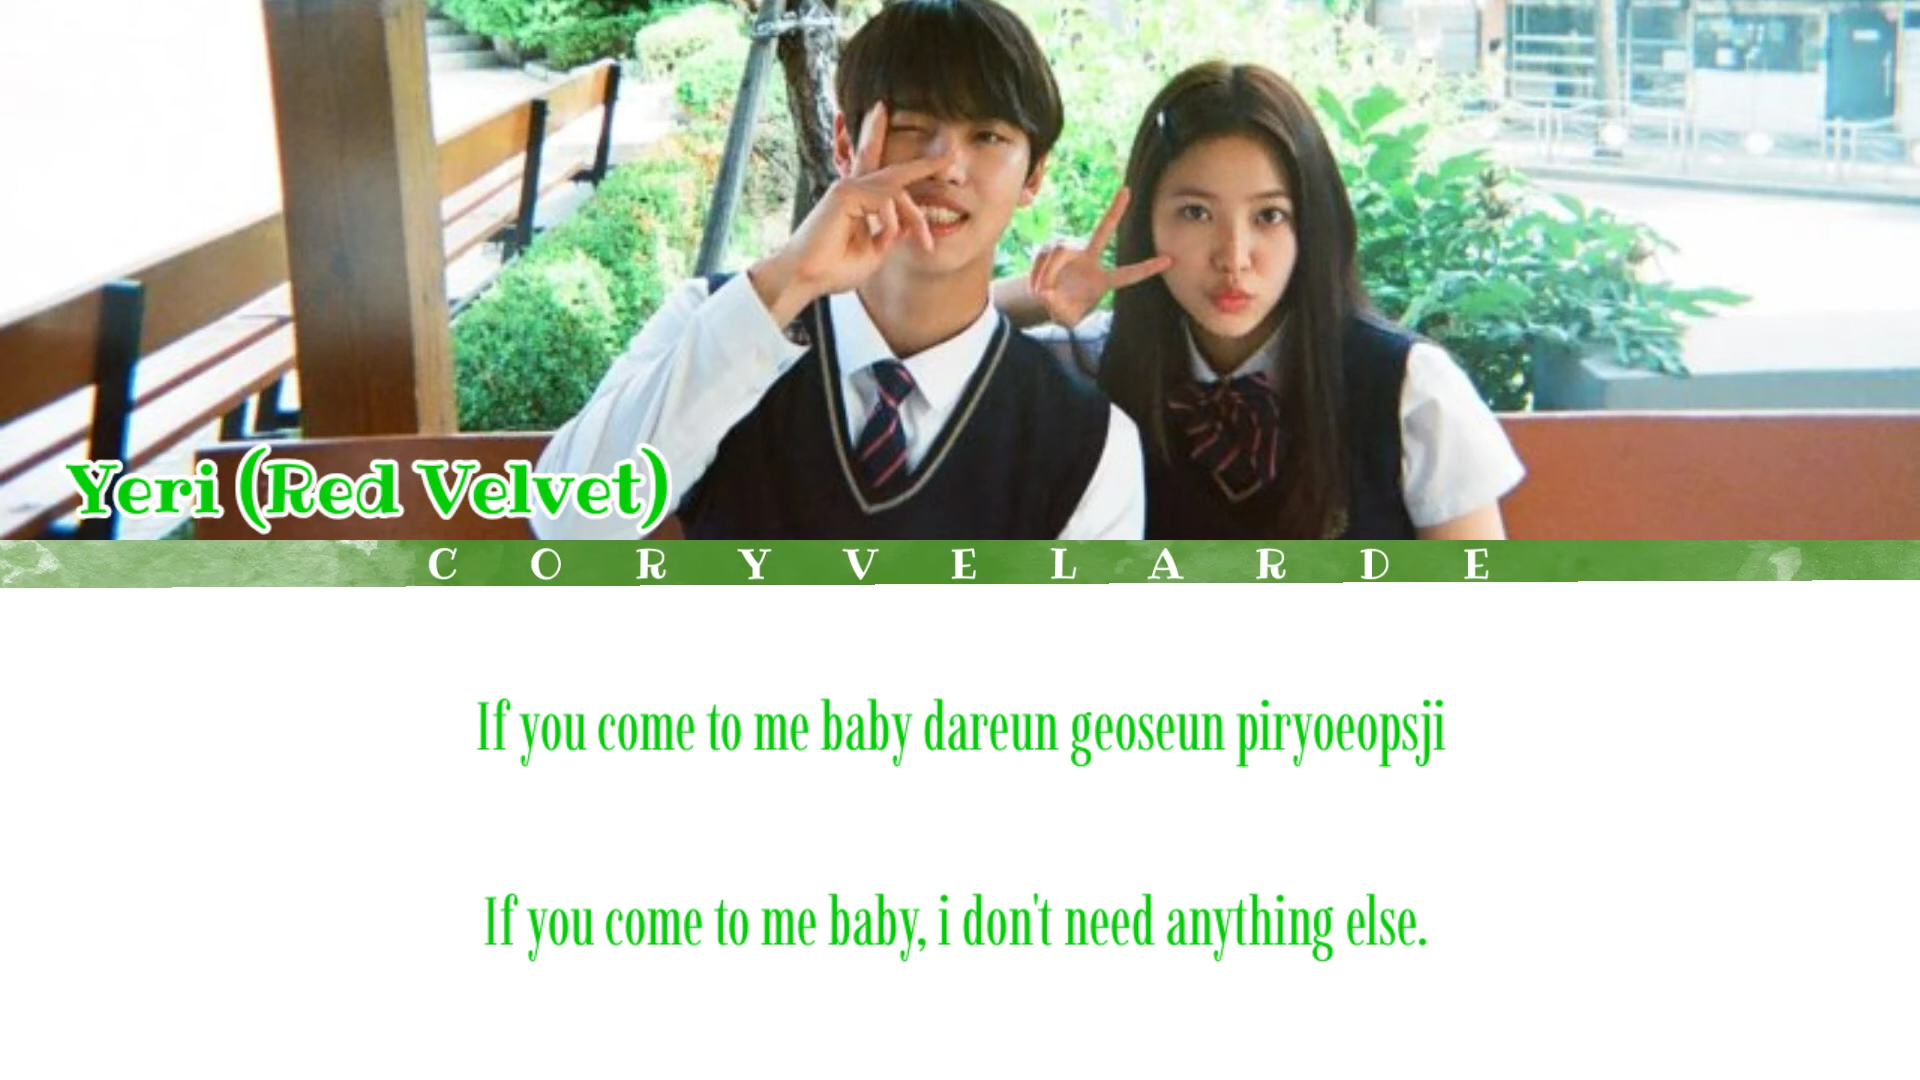 Yeri (Red Velvet)
CORYVELARDE
If you come to me baby dareun geoseun piryoeopsji
If you come to me baby, i don't need anything else.